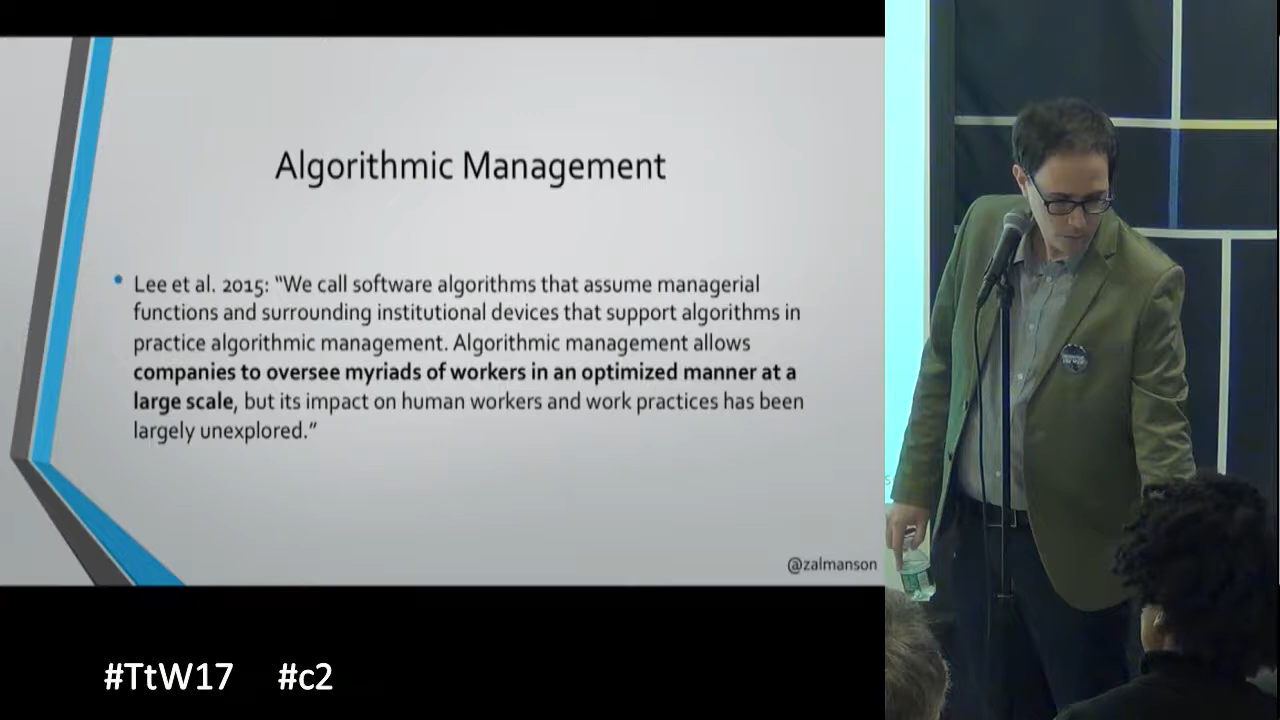 Algorithmic Management
• Lee et al. 2015: “We call software algorithms that assume managerial
functions and surrounding institutional devices that support algorithms in
practice algorithmic management. Algorithmic management allows
companies to oversee myriads of workers in an optimized manner at a
large scale, but its impact on human workers and work practices has been
largely unexplored.”
@zalmanson
#TtW17 #c2